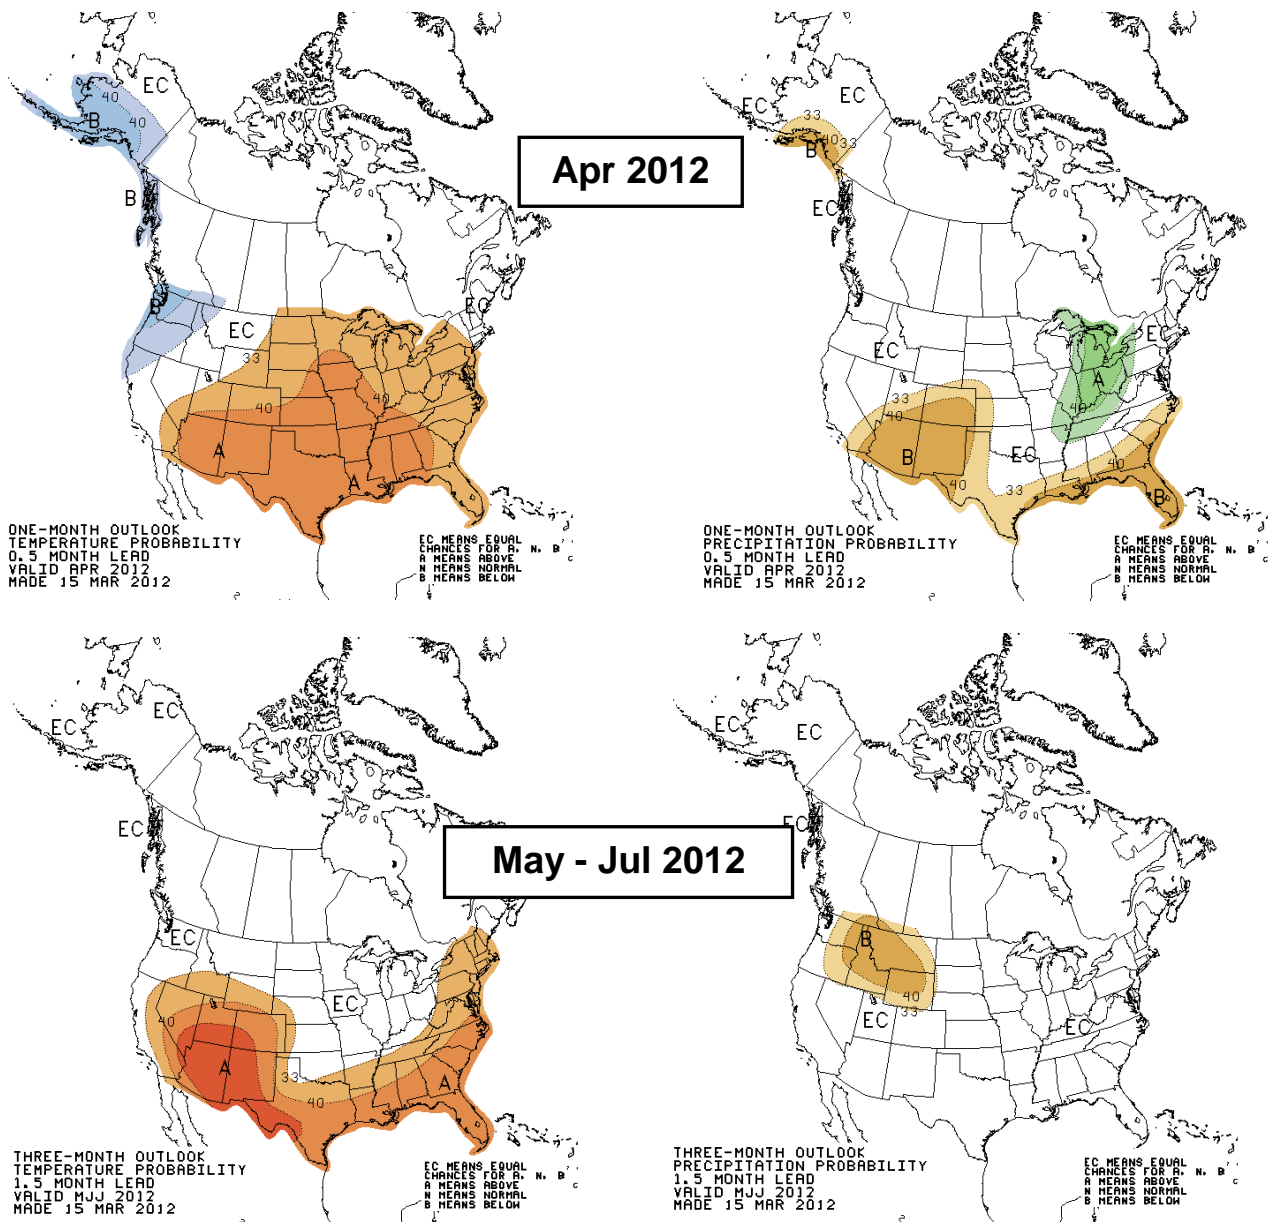 Apr 2012
EC
40
B
40
B
B
EC
EC
33
40
40
A
A
ONE-MONTH OUTLOOK
TEMPERATURE PROBABILITY
0.5 MONTH LEAD
VALID APR 2012
MADE 15 MAR 2012
EC MEANS EQUAL
CHANCES FOR A, N, B
A MEANS ABOVE
N MEANS NORMAL
B MEANS BELOW
EC
EC
33
40
33
B
EC
EC
EC
A
33
40
40
B
EC
40
33
40
B
ONE-MONTH OUTLOOK
PRECIPITATION PROBABILITY
0.5 MONTH LEAD
VALID APR 2012
MADE 15 MAR 2012
EC MEANS EQUAL
CHANCES FOR A, N, B
A MEANS ABOVE
N MEANS NORMAL
B MEANS BELOW
May - Jul 2012
EC
EC
EC
EC
EC
40
A
33
40
A
THREE-MONTH OUTLOOK
TEMPERATURE PROBABILITY
1.5 MONTH LEAD
VALID MJJ 2012
MADE 15 MAR 2012
EC MEANS EQUAL
CHANCES FOR A, N, B
A MEANS ABOVE
N MEANS NORMAL
B MEANS BELOW
EC
EC
EC
B
40
33
EC
EC
THREE-MONTH OUTLOOK
PRECIPITATION PROBABILITY
1.5 MONTH LEAD
VALID MJJ 2012
MADE 15 MAR 2012
EC MEANS EQUAL
CHANCES FOR A, N, B
A MEANS ABOVE
N MEANS NORMAL
B MEANS BELOW